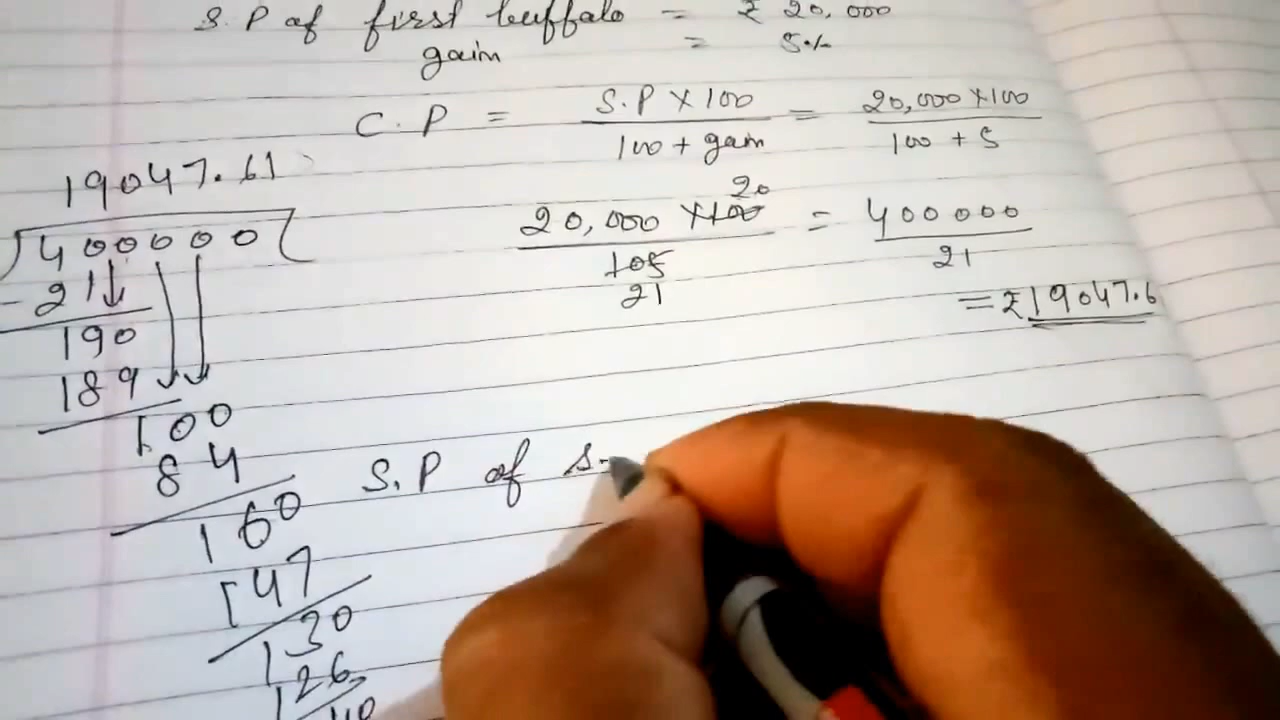 S.P of first buffalo = ₹ 20,000
gain = 5%
C.P = S.P × 100 / 100 + gain = 20,000 × 100 / 100 + 5
20,000 × 100 / 105 = 400000 / 21
20
21
= ₹ 19047.6
19047.61
400000
- 21
190
189
100
84
160
147
130
126
40
S.P of s